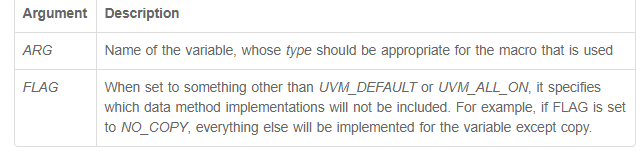 Argument Description
ARG Name of the variable, whose type should be appropriate for the macro that is used
FLAG When set to something other than UVM_DEFAULT or UVM_ALL_ON, it specifies
which data method implementations will not be included. For example, if FLAG is set
to NO_COPY, everything else will be implemented for the variable except copy.